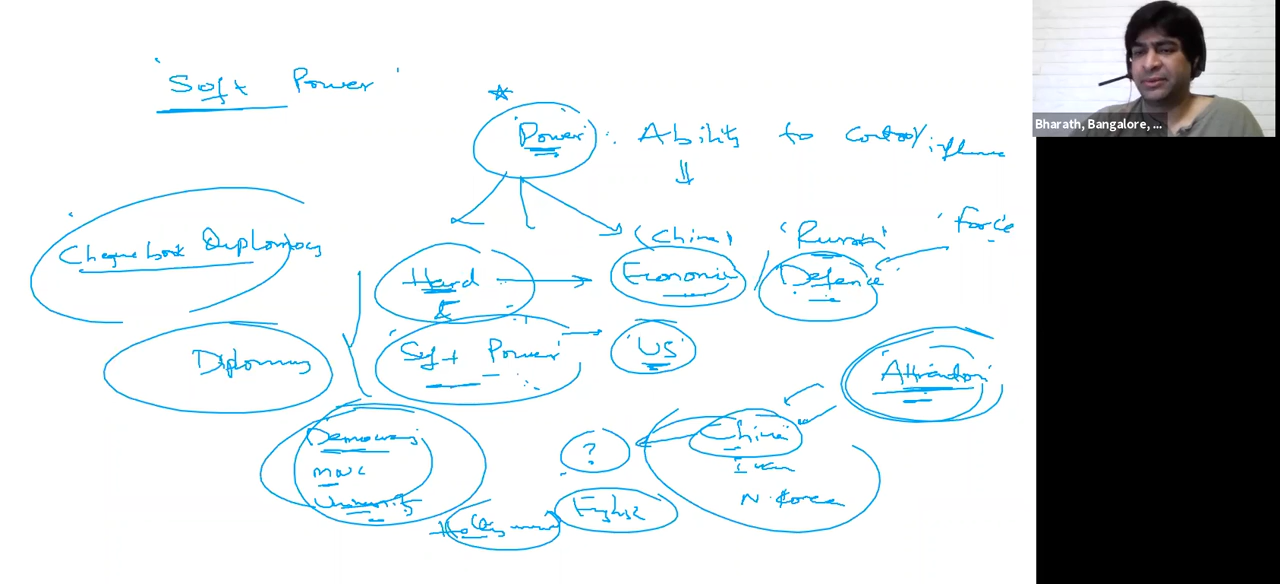 'Soft Power'
'Power' : Ability to control/influence
'Force'
(China) 'Russia'
Chequebook Diplomacy
Hard Economic / Defence
&
'Soft Power' 'US'
Diplomacy
'Attraction'
Democracy China
MNC ? Iran
University N. Korea
Hollywood English
Bharath, Bangalore, ...